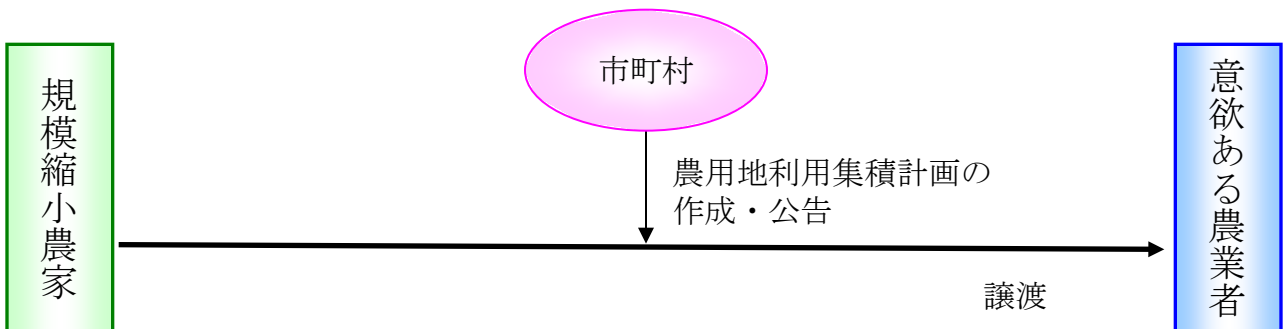 市町村
規模縮小農家
農用地利用集積計画の
作成・公告
譲渡
意欲ある農業者